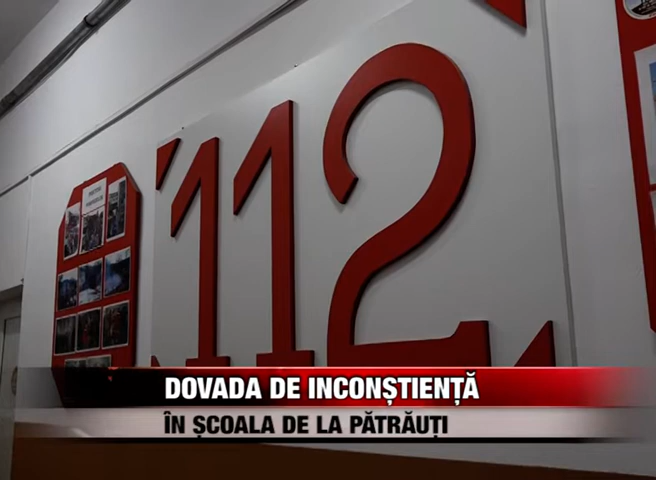 112
DOVADA DE INCONȘTIENȚĂ
ÎN ȘCOALA DE LA PĂTRĂUȚI